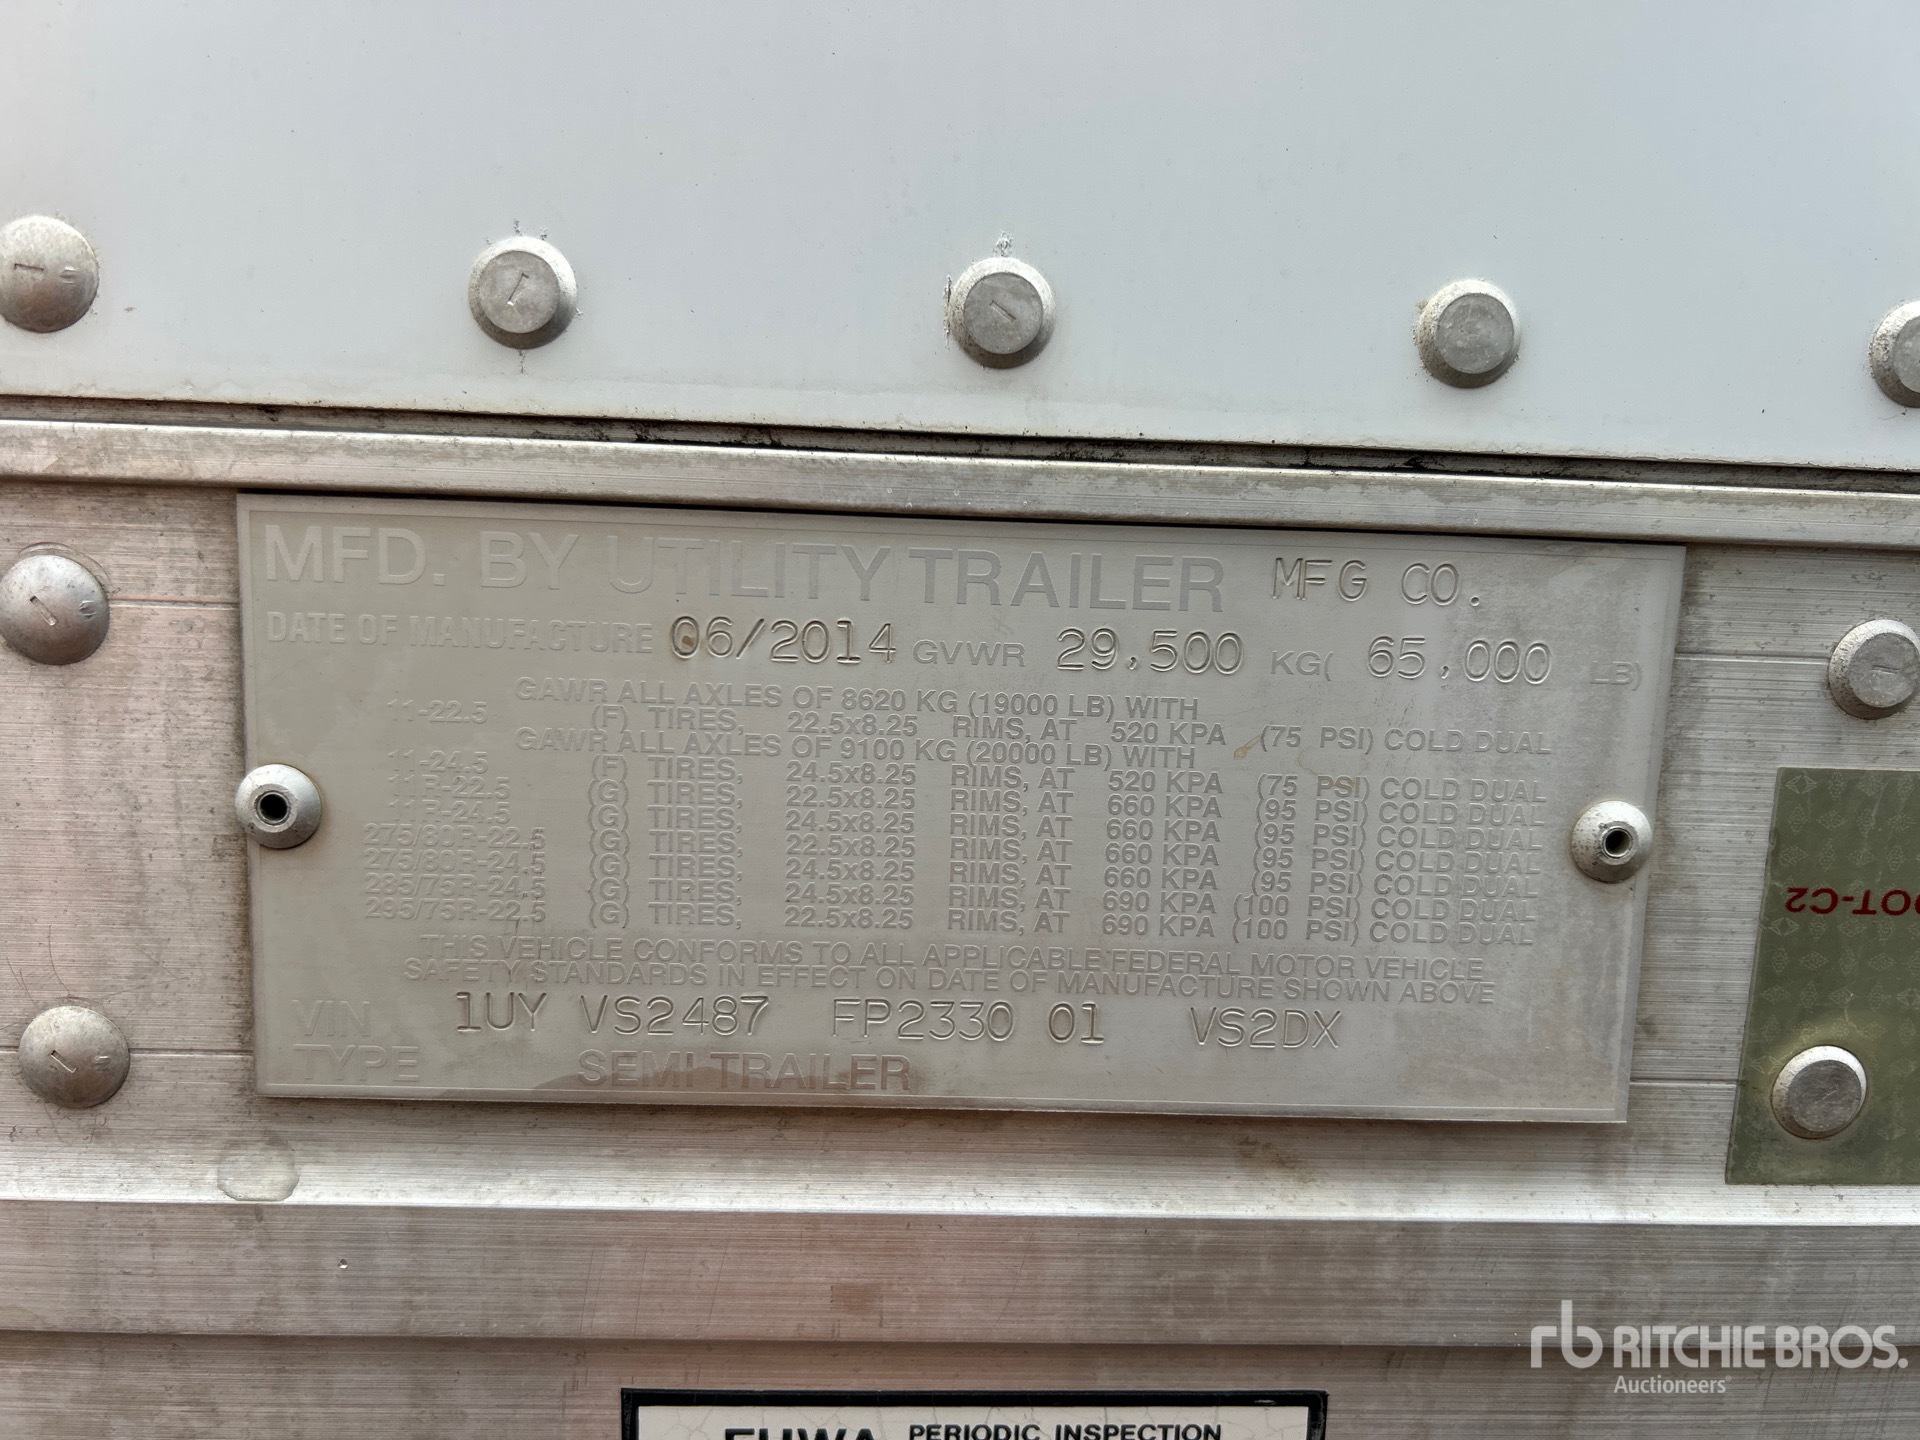 MFD. BY UTILITY TRAILER MFG CO.
DATE OF MANUFACTURE 06/2014 GVWR 29,500 KG( 65,000 LB)
GAWR ALL AXLES OF 8620 KG (19000 LB) WITH
11-22.5 (F) TIRES, 22.5x8.25 RIMS, AT 520 KPA (75 PSI) COLD DUAL
GAWR ALL AXLES OF 9100 KG (20000 LB) WITH
11-24.5 (F) TIRES, 24.5x8.25 RIMS, AT 520 KPA (75 PSI) COLD DUAL
11R-22.5 (G) TIRES, 22.5x8.25 RIMS, AT 660 KPA (95 PSI) COLD DUAL
11R-24.5 (G) TIRES, 24.5x8.25 RIMS, AT 660 KPA (95 PSI) COLD DUAL
275/80R-22.5 (G) TIRES, 22.5x8.25 RIMS, AT 660 KPA (95 PSI) COLD DUAL
275/80R-24.5 (G) TIRES, 24.5x8.25 RIMS, AT 660 KPA (95 PSI) COLD DUAL
285/75R-24.5 (G) TIRES, 24.5x8.25 RIMS, AT 690 KPA (100 PSI) COLD DUAL
295/75R-22.5 (G) TIRES, 22.5x8.25 RIMS, AT 690 KPA (100 PSI) COLD DUAL
THIS VEHICLE CONFORMS TO ALL APPLICABLE FEDERAL MOTOR VEHICLE
SAFETY STANDARDS IN EFFECT ON DATE OF MANUFACTURE SHOWN ABOVE
VIN 1UY VS2487 FP2330 01 VS2DX
TYPE SEMI TRAILER
DOT-C2
rb RITCHIE BROS.
Auctioneers
FHWA PERIODIC INSPECTION